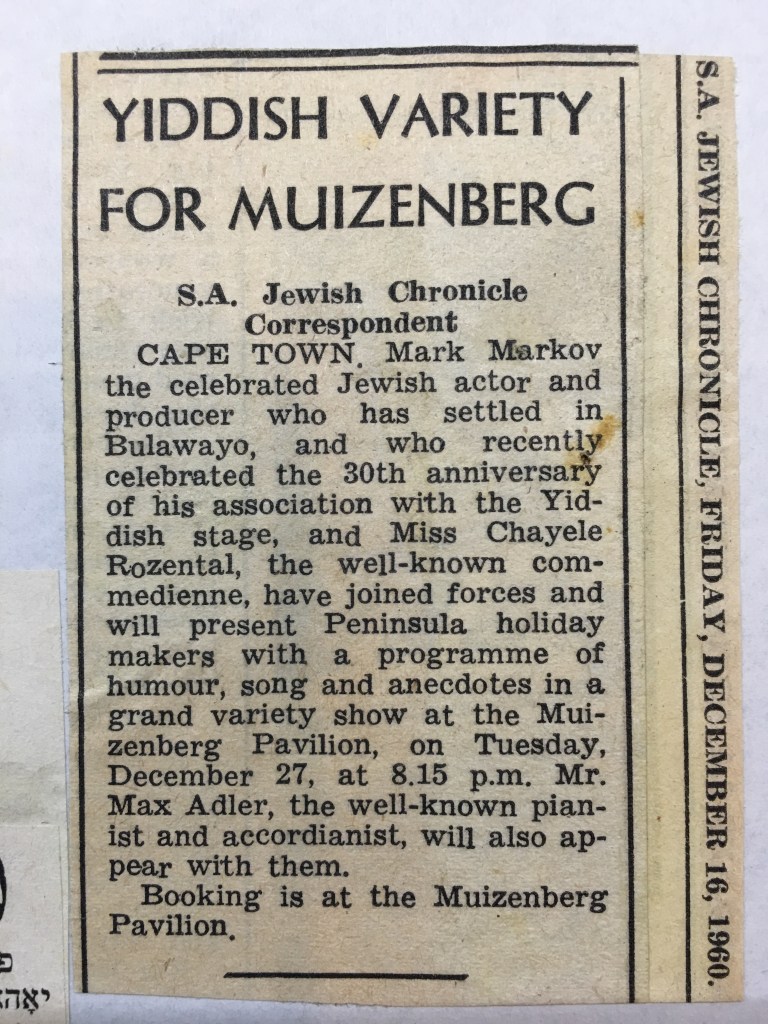 YIDDISH VARIETY
FOR MUIZENBERG
S.A. Jewish Chronicle
Correspondent
CAPE TOWN. Mark Markov
the celebrated Jewish actor and
producer who has settled in
Bulawayo, and who recently
celebrated the 30th anniversary
of his association with the Yid-
dish stage, and Miss Chayele
Rozental, the well-known com-
medienne, have joined forces and
will present Peninsula holiday
makers with a programme of
humour, song and anecdotes in a
grand variety show at the Mui-
zenberg Pavilion, on Tuesday,
December 27, at 8.15 p.m. Mr.
Max Adler, the well-known pian-
ist and accordianist, will also ap-
pear with them.
Booking is at the Muizenberg
Pavilion.
S.A. JEWISH CHRONICLE, FRIDAY, DECEMBER 16, 1960.